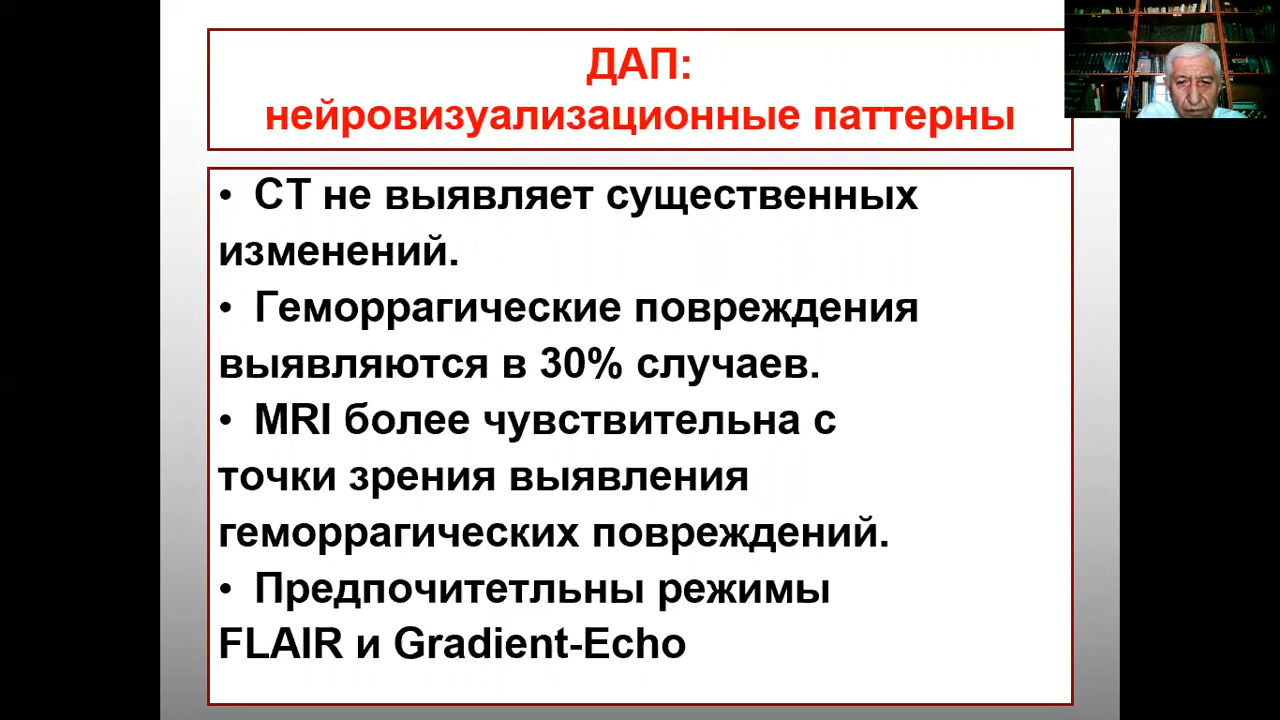 ДАП:
нейровизуализационные паттерны
• СТ не выявляет существенных
изменений.
• Геморрагические повреждения
выявляются в 30% случаев.
• MRI более чувствительна с
точки зрения выявления
геморрагических повреждений.
• Предпочитетльны режимы
FLAIR и Gradient-Echo